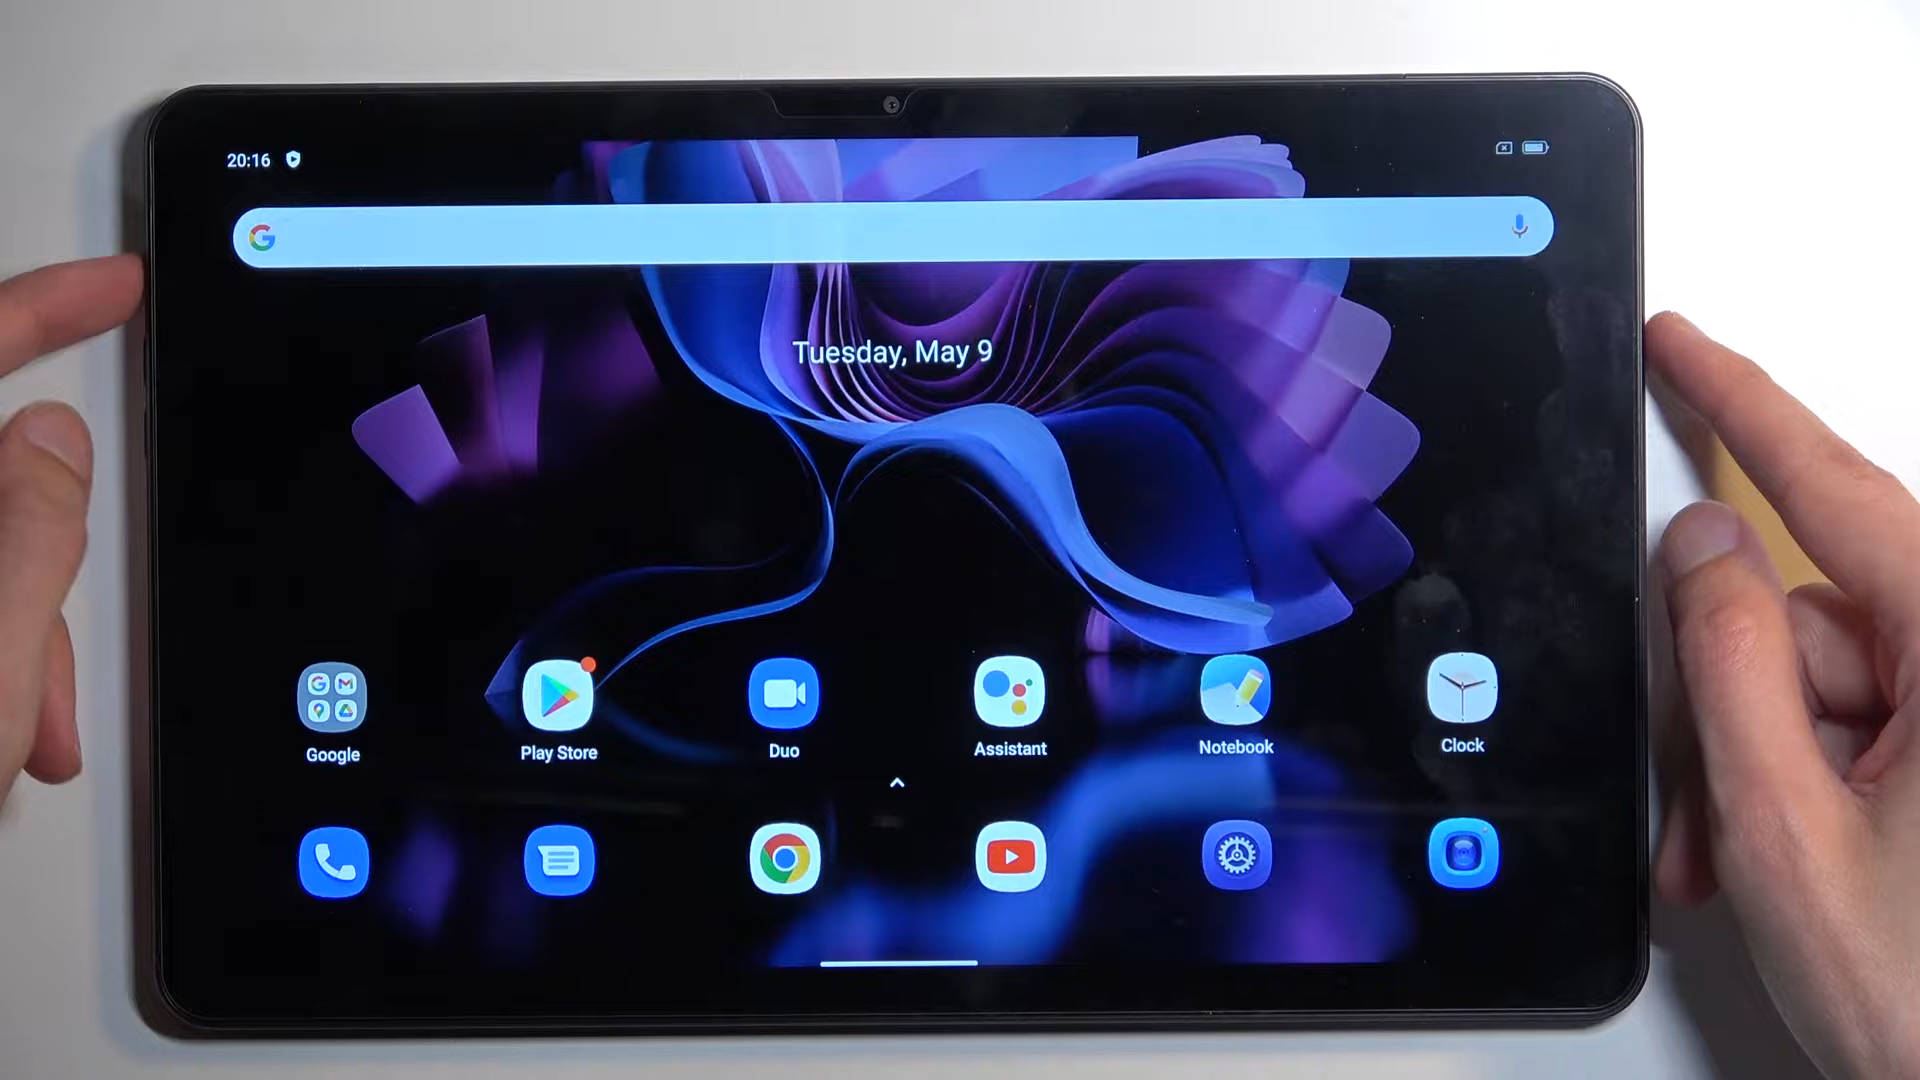 20:16
Tuesday, May 9
Google
Play Store
Duo
Assistant
Notebook
Clock